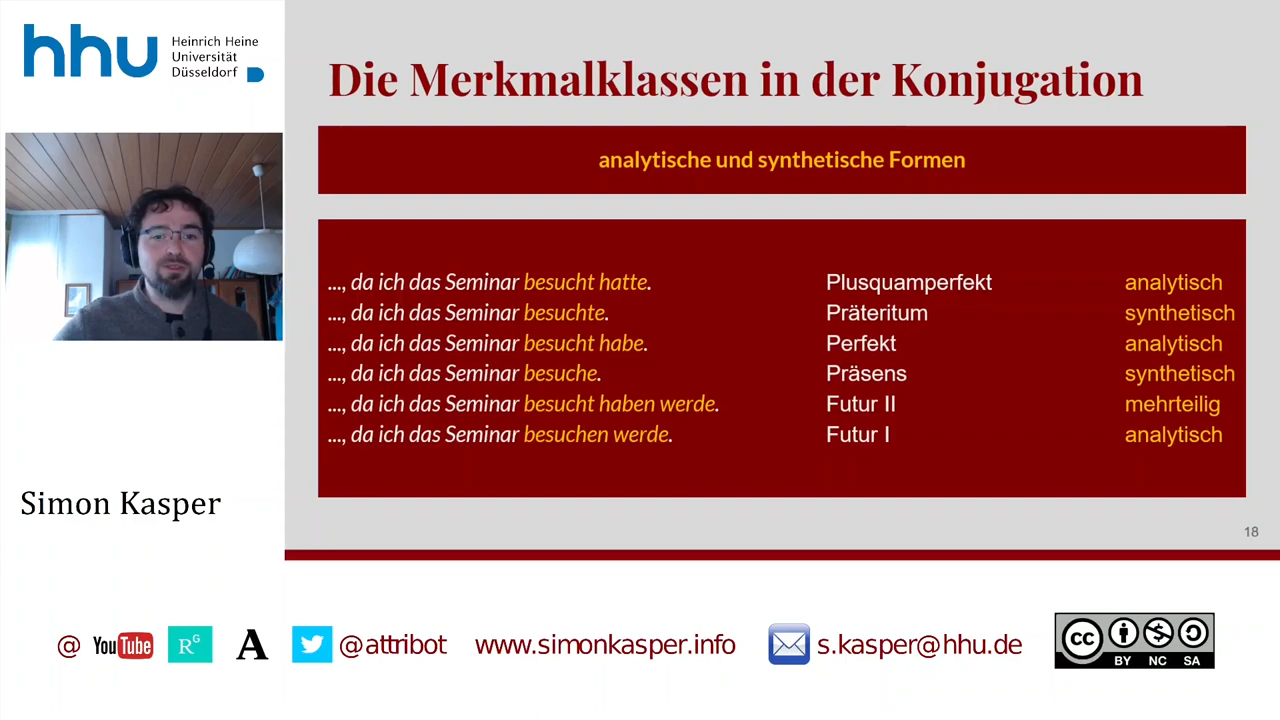 hhu Heinrich Heine
Universität
Düsseldorf
Die Merkmalklassen in der Konjugation
analytische und synthetische Formen
..., da ich das Seminar besucht hatte. Plusquamperfekt analytisch
..., da ich das Seminar besuchte. Präteritum synthetisch
..., da ich das Seminar besucht habe. Perfekt analytisch
..., da ich das Seminar besuche. Präsens synthetisch
..., da ich das Seminar besucht haben werde. Futur II mehrteilig
..., da ich das Seminar besuchen werde. Futur I analytisch
Simon Kasper
18
@ YouTube RG A @attribot www.simonkasper.info s.kasper@hhu.de cc BY NC SA